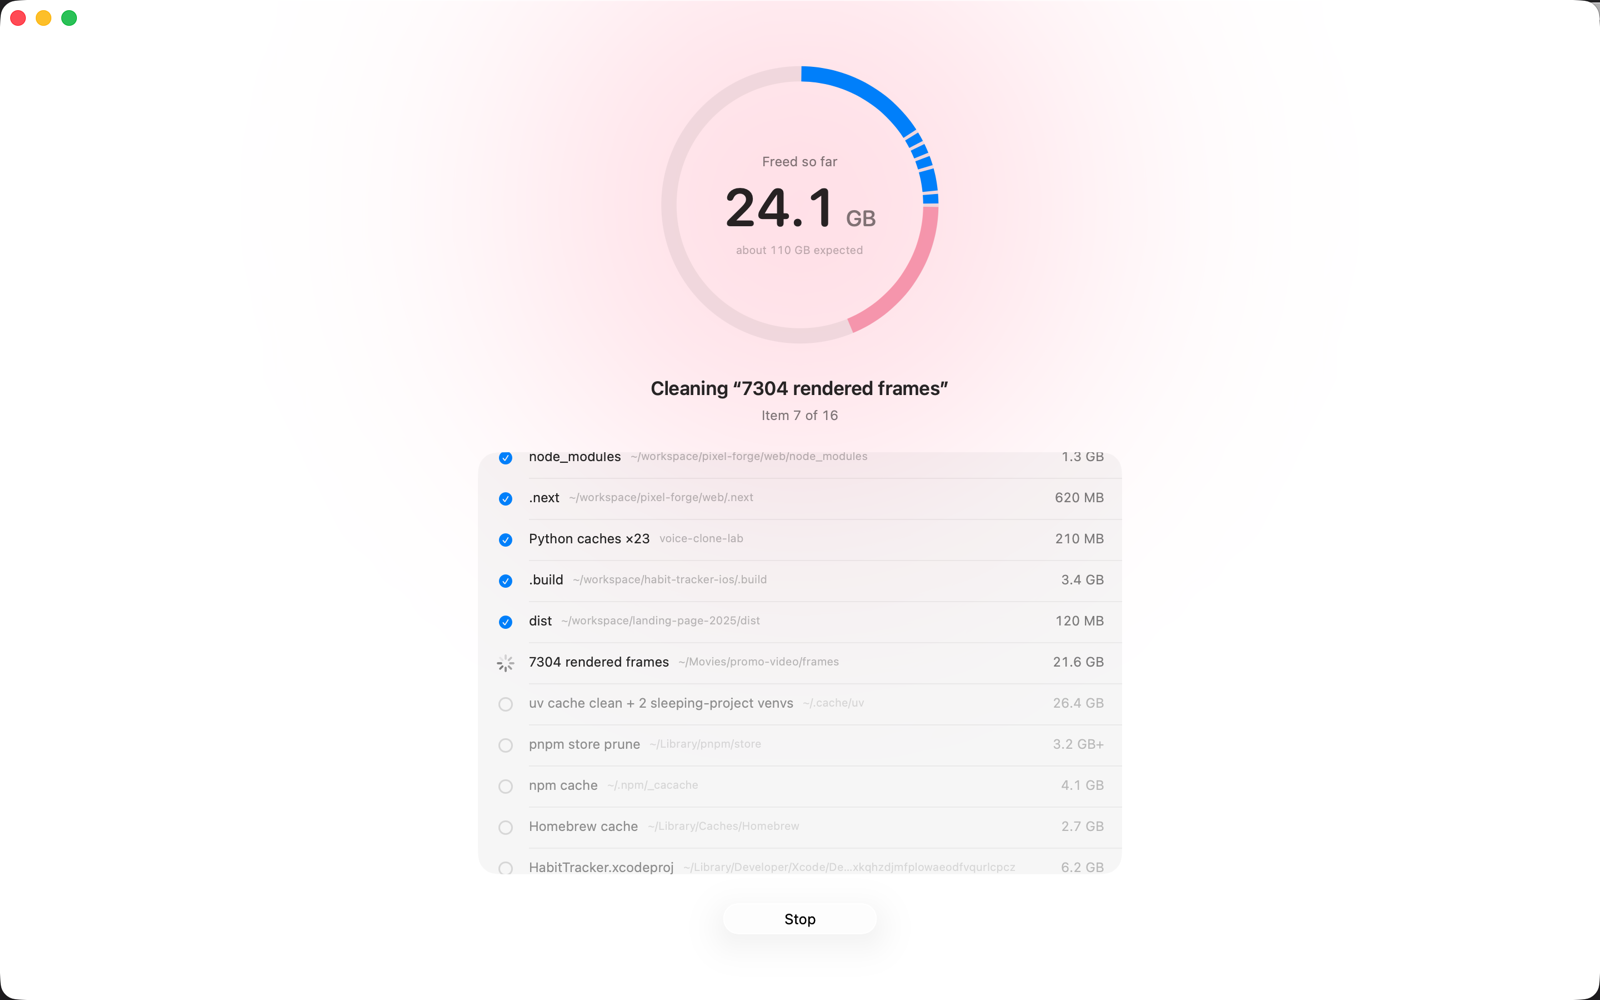 Freed so far
24.1 GB
about 110 GB expected
Cleaning “7304 rendered frames”
Item 7 of 16
node_modules ~/workspace/pixel-forge/web/node_modules 1.3 GB
.next ~/workspace/pixel-forge/web/.next 620 MB
Python caches ×23 voice-clone-lab 210 MB
.build ~/workspace/habit-tracker-ios/.build 3.4 GB
dist ~/workspace/landing-page-2025/dist 120 MB
7304 rendered frames ~/Movies/promo-video/frames 21.6 GB
uv cache clean + 2 sleeping-project venvs ~/.cache/uv 26.4 GB
pnpm store prune ~/Library/pnpm/store 3.2 GB+
npm cache ~/.npm/_cacache 4.1 GB
Homebrew cache ~/Library/Caches/Homebrew 2.7 GB
HabitTracker.xcodeproj ~/Library/Developer/Xcode/De…xkqhzdjmfplowaeodfvquricpcz 6.2 GB
Stop